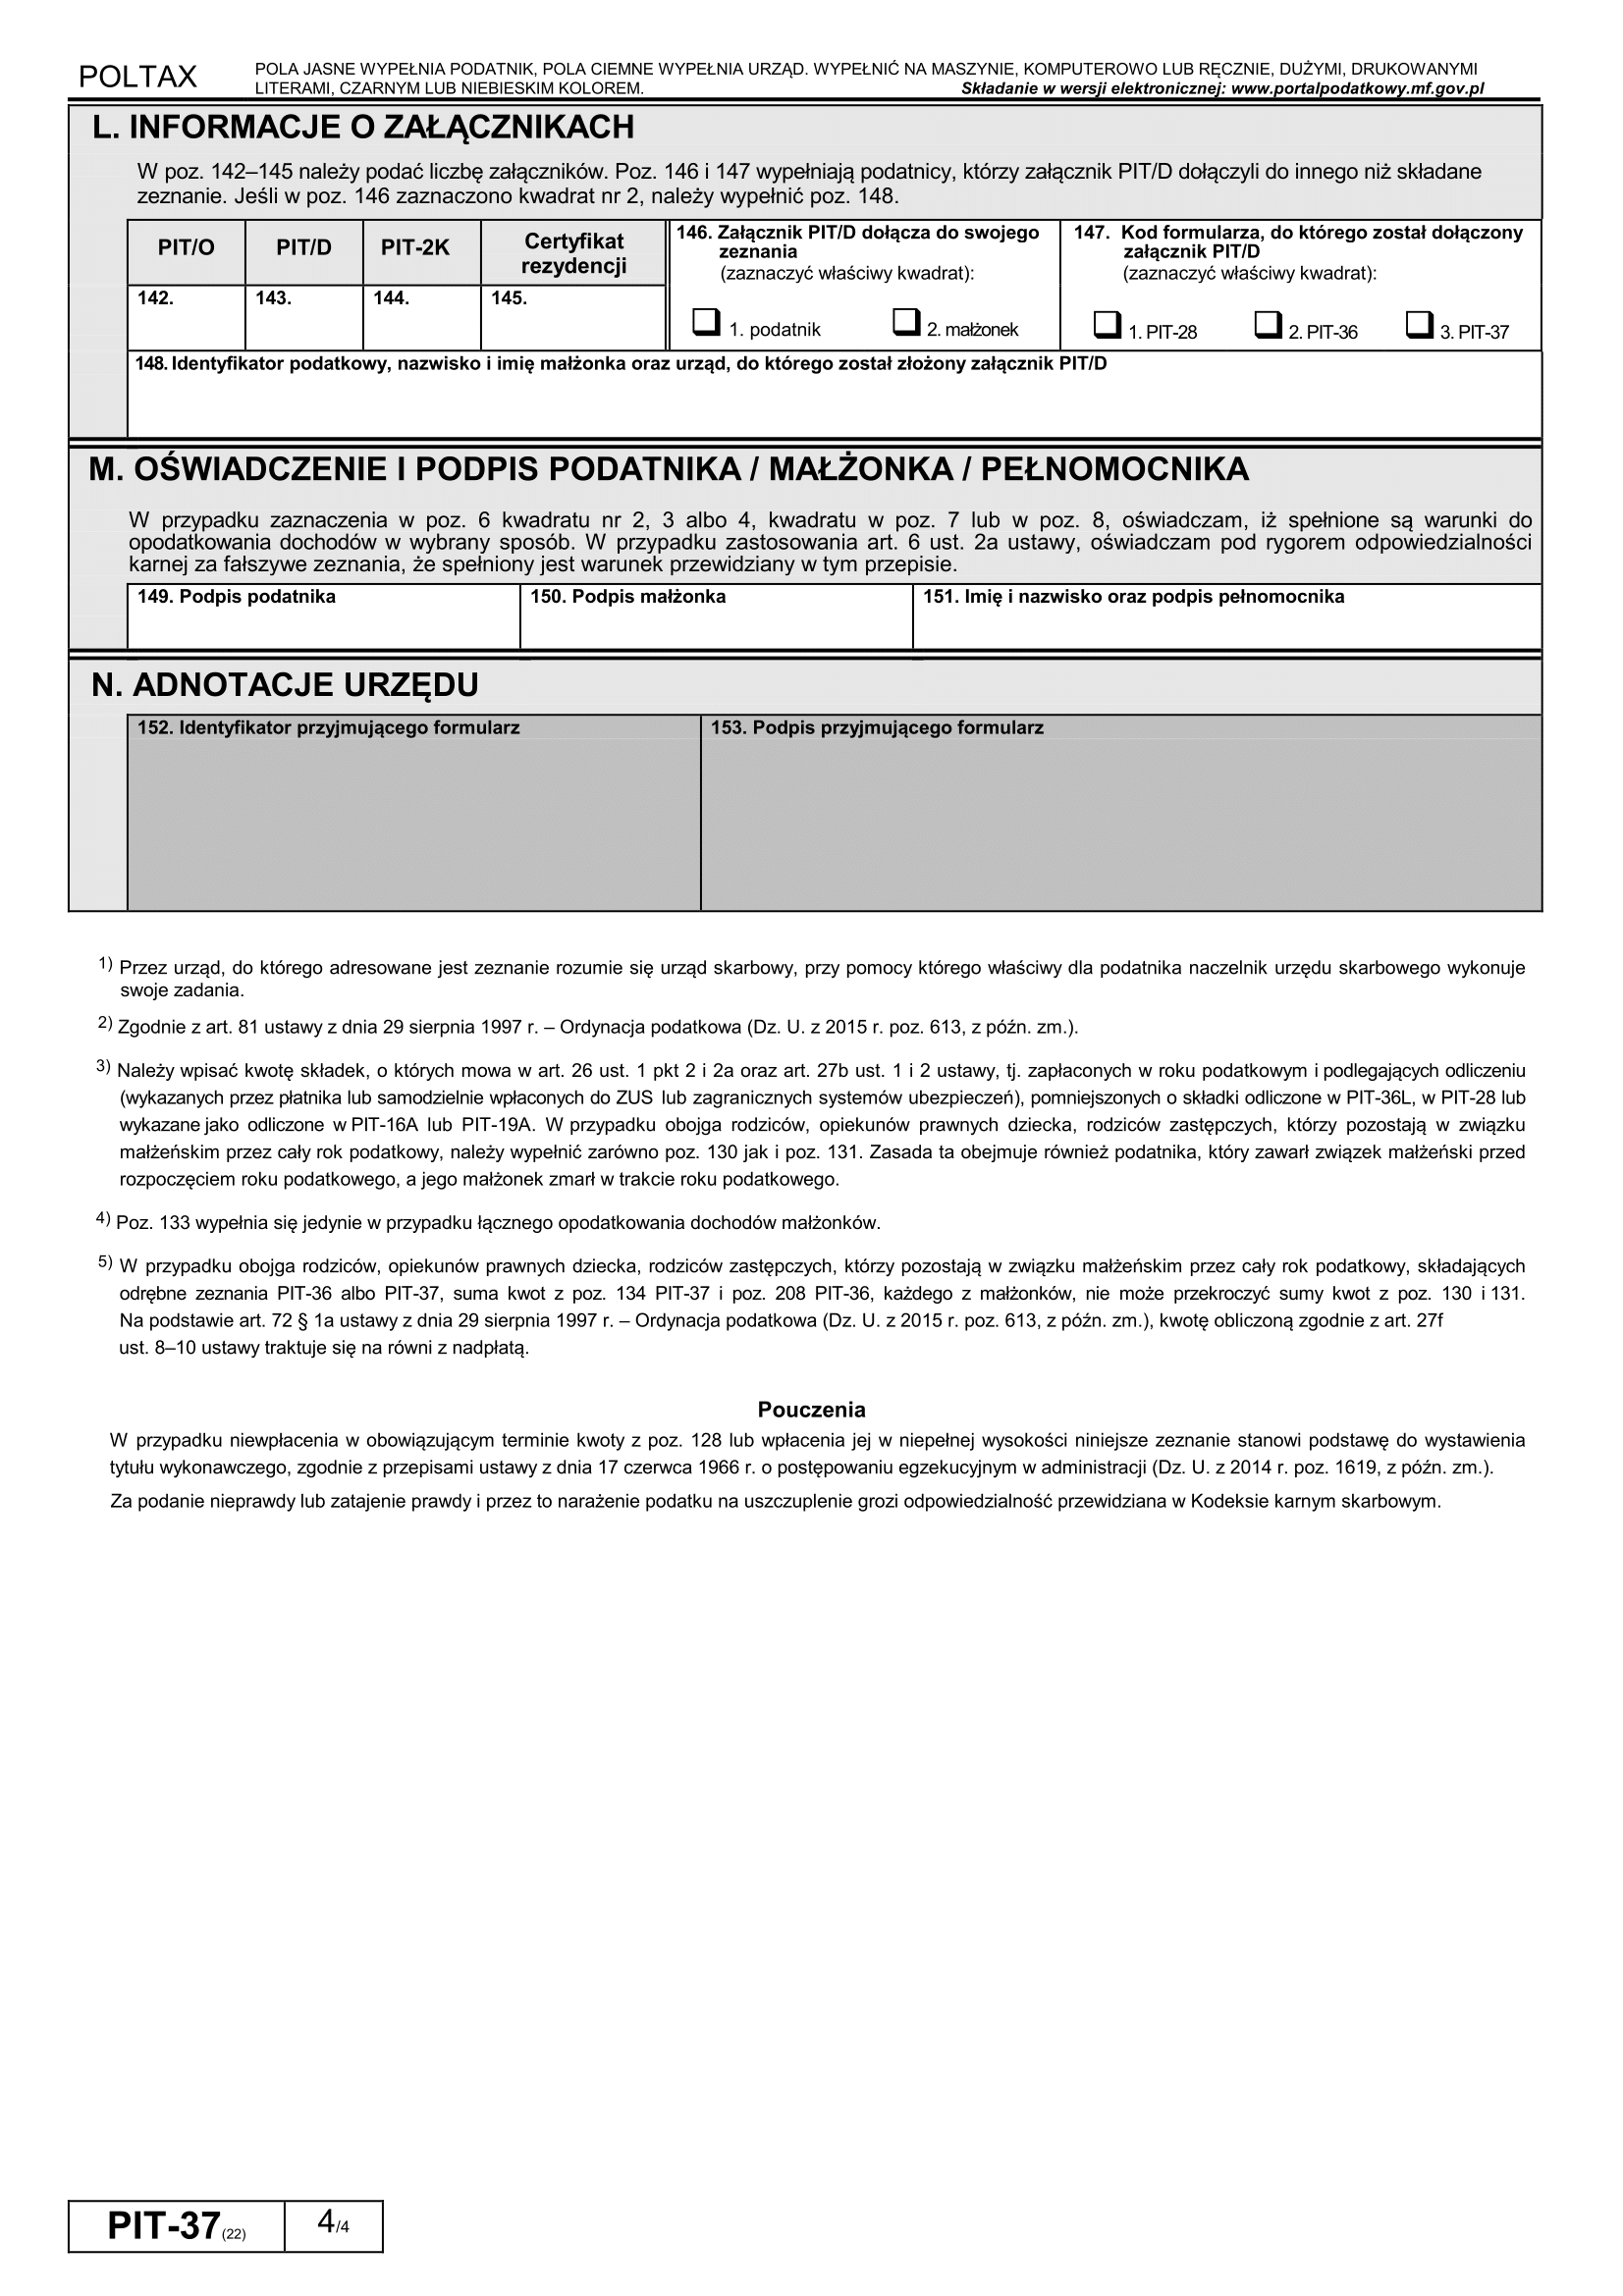 POLTAX
POLA JASNE WYPEŁNIA PODATNIK, POLA CIEMNE WYPEŁNIA URZĄD. WYPEŁNIĆ NA MASZYNIE, KOMPUTEROWO LUB RĘCZNIE, DUŻYMI, DRUKOWANYMI
LITERAMI, CZARNYM LUB NIEBIESKIM KOLOREM. Składanie w wersji elektronicznej: www.portalpodatkowy.mf.gov.pl
L. INFORMACJE O ZAŁĄCZNIKACH
W poz. 142–145 należy podać liczbę załączników. Poz. 146 i 147 wypełniają podatnicy, którzy załącznik PIT/D dołączyli do innego niż składane
zeznanie. Jeśli w poz. 146 zaznaczono kwadrat nr 2, należy wypełnić poz. 148.
PIT/O
PIT/D
PIT-2K
Certyfikat
rezydencji
142.
143.
144.
145.
146. Załącznik PIT/D dołącza do swojego
zeznania
(zaznaczyć właściwy kwadrat):
1. podatnik
2. małżonek
147. Kod formularza, do którego został dołączony
załącznik PIT/D
(zaznaczyć właściwy kwadrat):
1. PIT-28
2. PIT-36
3. PIT-37
148. Identyfikator podatkowy, nazwisko i imię małżonka oraz urząd, do którego został złożony załącznik PIT/D
M. OŚWIADCZENIE I PODPIS PODATNIKA / MAŁŻONKA / PEŁNOMOCNIKA
W przypadku zaznaczenia w poz. 6 kwadratu nr 2, 3 albo 4, kwadratu w poz. 7 lub w poz. 8, oświadczam, iż spełnione są warunki do
opodatkowania dochodów w wybrany sposób. W przypadku zastosowania art. 6 ust. 2a ustawy, oświadczam pod rygorem odpowiedzialności
karnej za fałszywe zeznania, że spełniony jest warunek przewidziany w tym przepisie.
149. Podpis podatnika
150. Podpis małżonka
151. Imię i nazwisko oraz podpis pełnomocnika
N. ADNOTACJE URZĘDU
152. Identyfikator przyjmującego formularz
153. Podpis przyjmującego formularz
1) Przez urząd, do którego adresowane jest zeznanie rozumie się urząd skarbowy, przy pomocy którego właściwy dla podatnika naczelnik urzędu skarbowego wykonuje
swoje zadania.
2) Zgodnie z art. 81 ustawy z dnia 29 sierpnia 1997 r. – Ordynacja podatkowa (Dz. U. z 2015 r. poz. 613, z późn. zm.).
3) Należy wpisać kwotę składek, o których mowa w art. 26 ust. 1 pkt 2 i 2a oraz art. 27b ust. 1 i 2 ustawy, tj. zapłaconych w roku podatkowym i podlegających odliczeniu
(wykazanych przez płatnika lub samodzielnie wpłaconych do ZUS lub zagranicznych systemów ubezpieczeń), pomniejszonych o składki odliczone w PIT-36L, w PIT-28 lub
wykazane jako odliczone w PIT-16A lub PIT-19A. W przypadku obojga rodziców, opiekunów prawnych dziecka, rodziców zastępczych, którzy pozostają w związku
małżeńskim przez cały rok podatkowy, należy wypełnić zarówno poz. 130 jak i poz. 131. Zasada ta obejmuje również podatnika, który zawarł związek małżeński przed
rozpoczęciem roku podatkowego, a jego małżonek zmarł w trakcie roku podatkowego.
4) Poz. 133 wypełnia się jedynie w przypadku łącznego opodatkowania dochodów małżonków.
5) W przypadku obojga rodziców, opiekunów prawnych dziecka, rodziców zastępczych, którzy pozostają w związku małżeńskim przez cały rok podatkowy, składających
odrębne zeznania PIT-36 albo PIT-37, suma kwot z poz. 134 PIT-37 i poz. 208 PIT-36, każdego z małżonków, nie może przekroczyć sumy kwot z poz. 130 i 131.
Na podstawie art. 72 § 1a ustawy z dnia 29 sierpnia 1997 r. – Ordynacja podatkowa (Dz. U. z 2015 r. poz. 613, z późn. zm.), kwotę obliczoną zgodnie z art. 27f
ust. 8–10 ustawy traktuje się na równi z nadpłatą.
Pouczenia
W przypadku niewpłacenia w obowiązującym terminie kwoty z poz. 128 lub wpłacenia jej w niepełnej wysokości niniejsze zeznanie stanowi podstawę do wystawienia
tytułu wykonawczego, zgodnie z przepisami ustawy z dnia 17 czerwca 1966 r. o postępowaniu egzekucyjnym w administracji (Dz. U. z 2014 r. poz. 1619, z późn. zm.).
Za podanie nieprawdy lub zatajenie prawdy i przez to narażenie podatku na uszczuplenie grozi odpowiedzialność przewidziana w Kodeksie karnym skarbowym.
PIT-37(22)
4/4